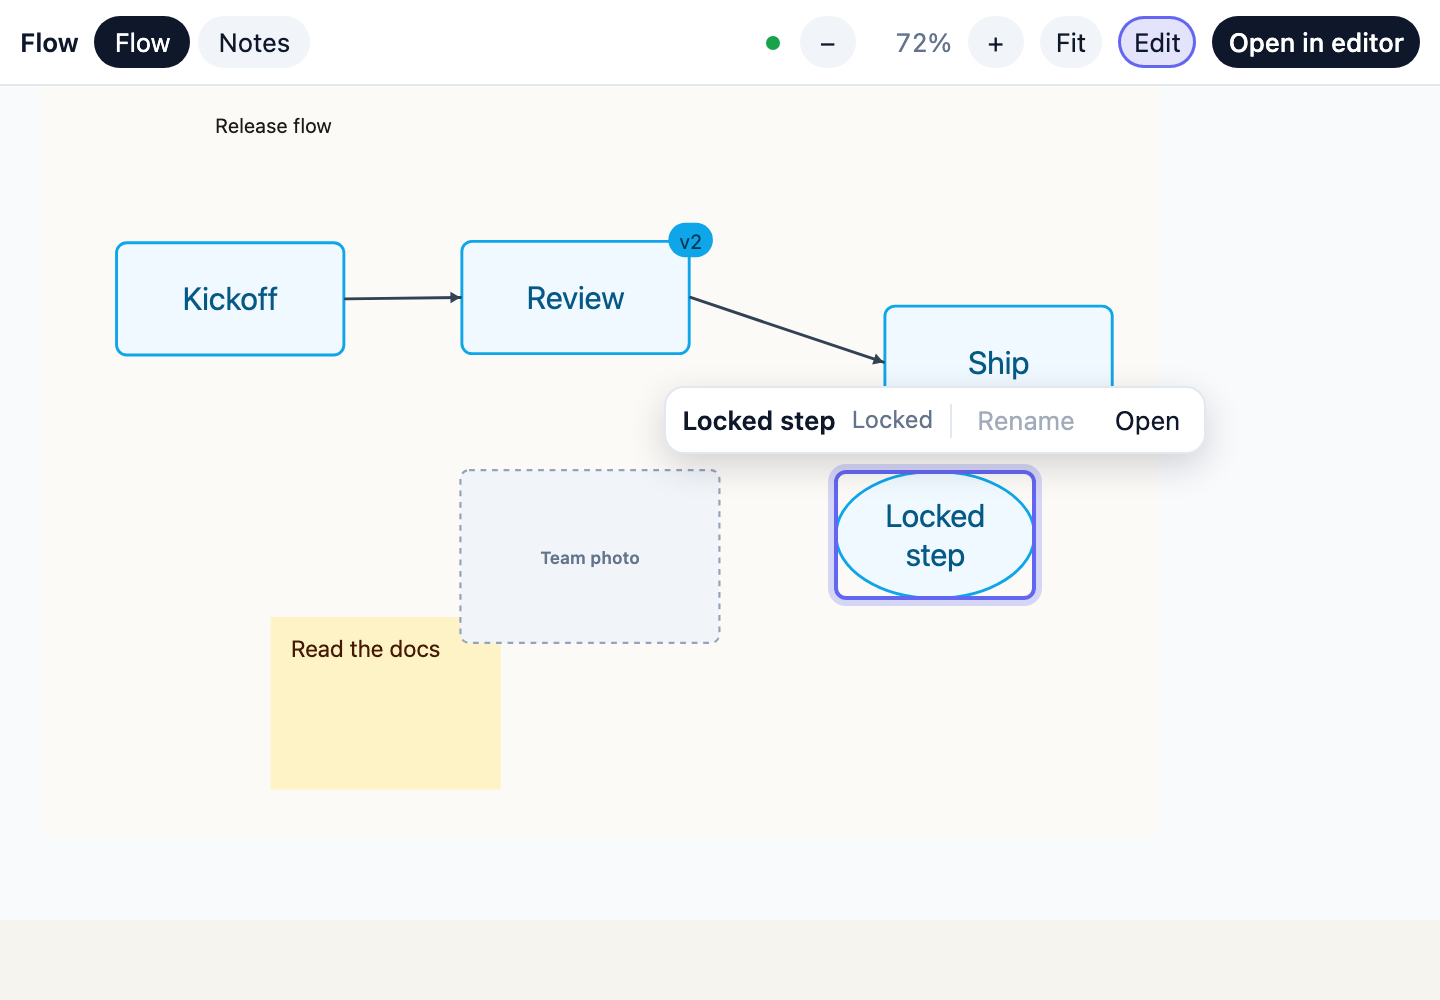 Flow Flow Notes − 72% + Fit Edit Open in editor
Release flow
v2
Kickoff
Review
Ship
Locked step Locked Rename Open
Locked
step
Team photo
Read the docs